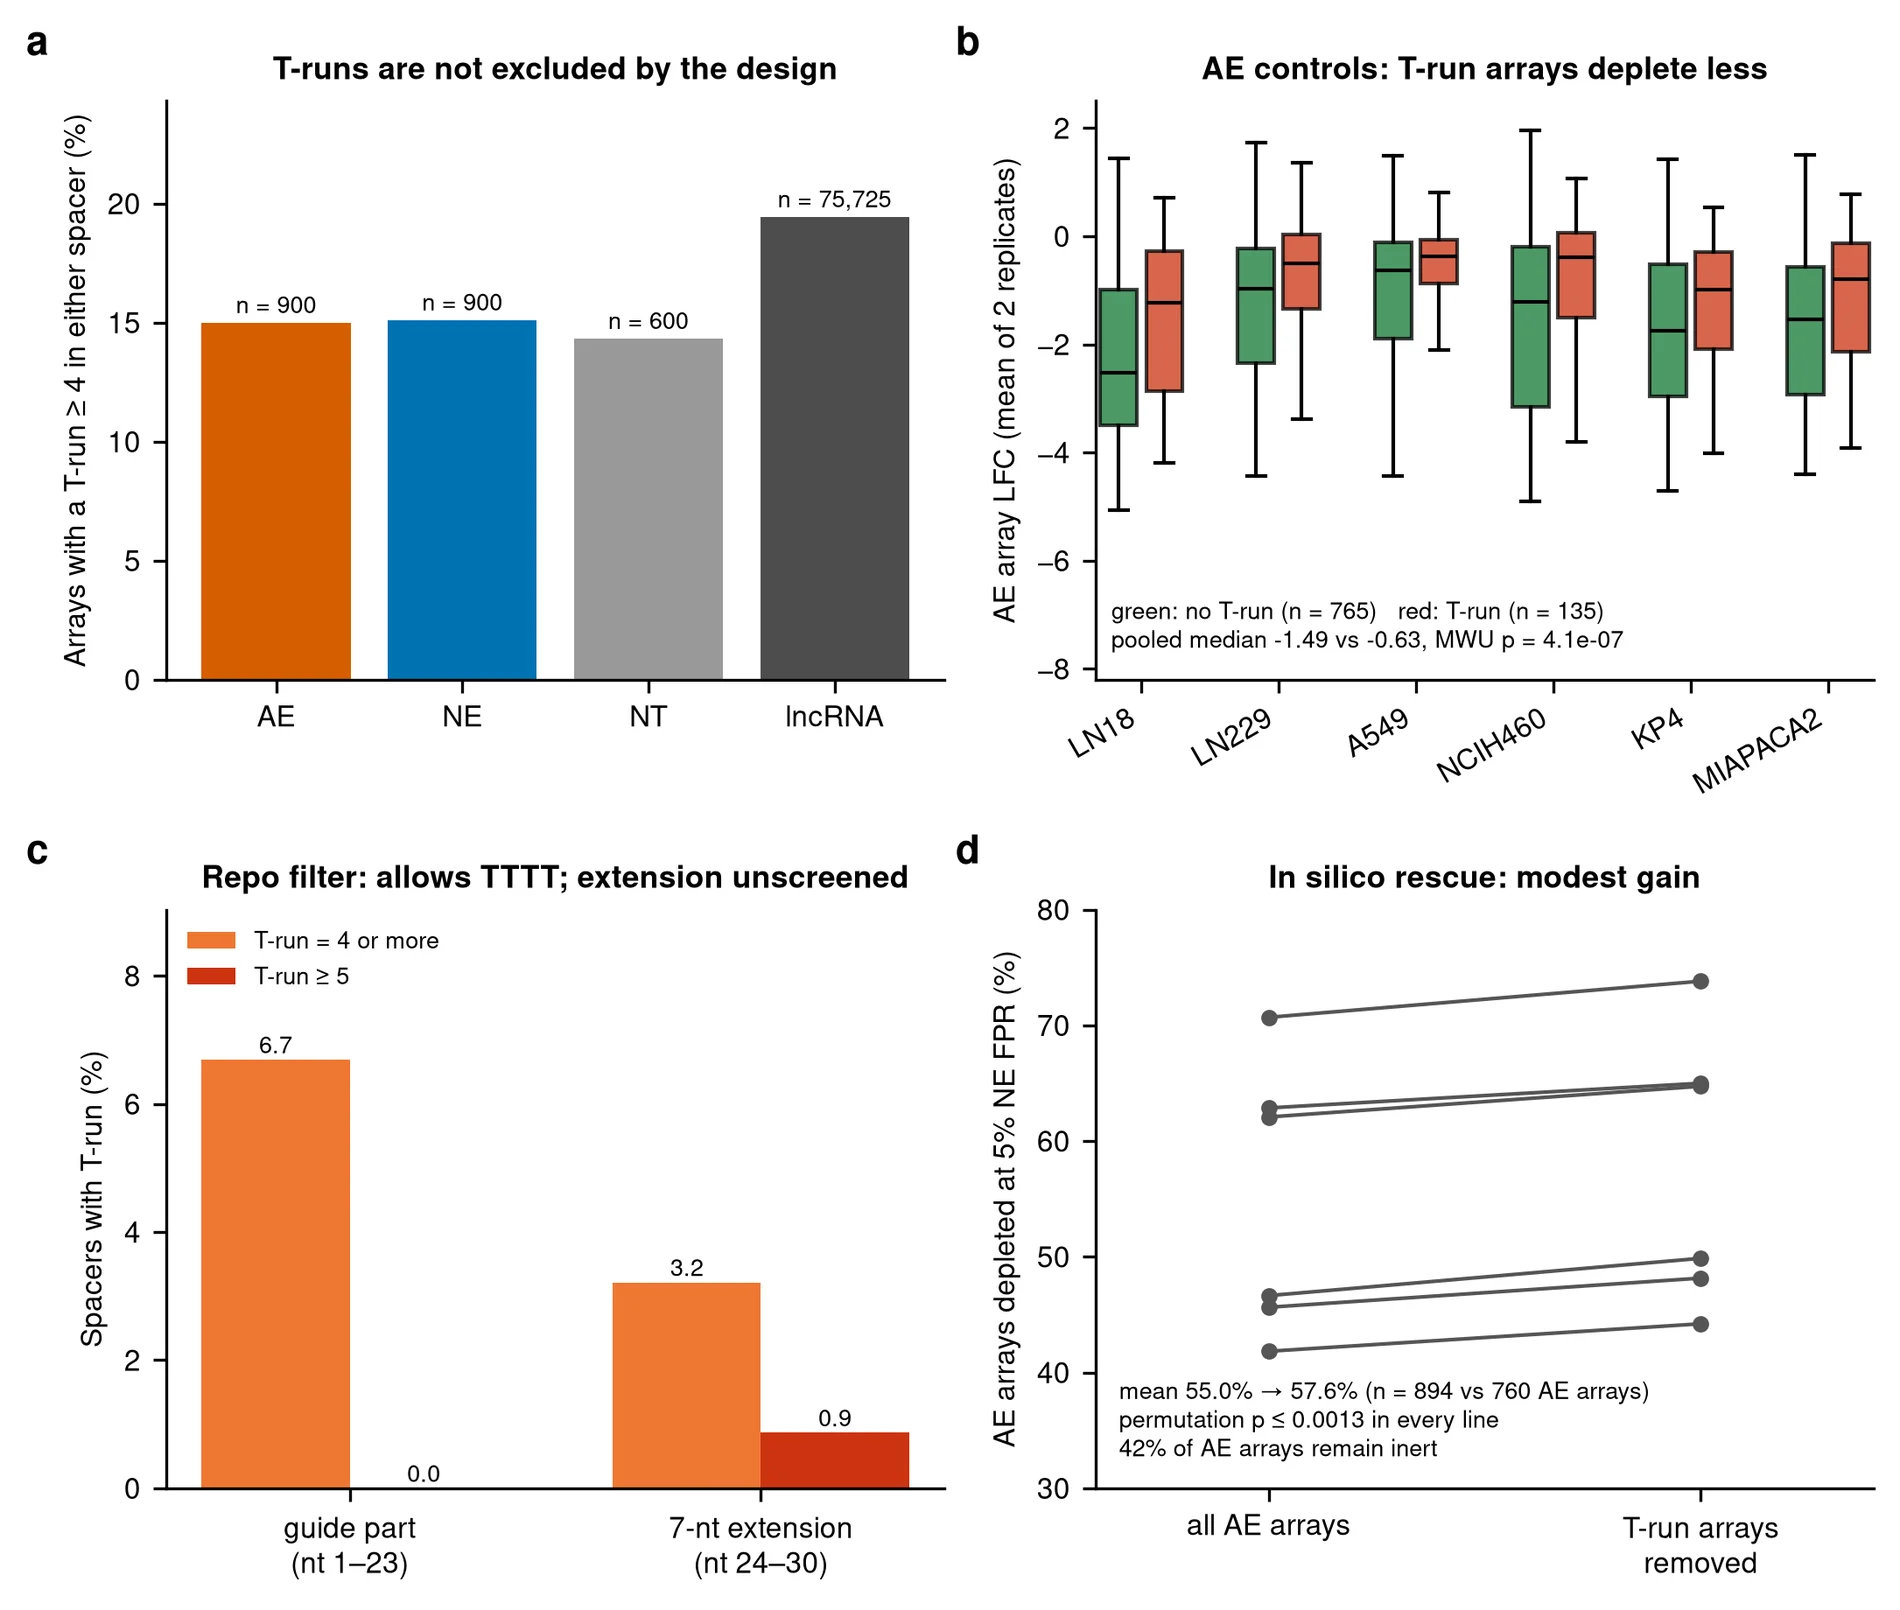 a
T-runs are not excluded by the design
Arrays with a T-run ≥ 4 in either spacer (%)
20
15
10
5
0
n = 900
n = 900
n = 600
n = 75,725
AE
NE
NT
lncRNA
b
AE controls: T-run arrays deplete less
AE array LFC (mean of 2 replicates)
2
0
−2
−4
−6
−8
green: no T-run (n = 765) red: T-run (n = 135)
pooled median -1.49 vs -0.63, MWU p = 4.1e-07
LN18
LN229
A549
NCIH460
KP4
MIAPACA2
c
Repo filter: allows TTTT; extension unscreened
Spacers with T-run (%)
T-run = 4 or more
T-run ≥ 5
8
6
4
2
0
6.7
0.0
3.2
0.9
guide part
(nt 1–23)
7-nt extension
(nt 24–30)
d
In silico rescue: modest gain
AE arrays depleted at 5% NE FPR (%)
80
70
60
50
40
30
mean 55.0% → 57.6% (n = 894 vs 760 AE arrays)
permutation p ≤ 0.0013 in every line
42% of AE arrays remain inert
all AE arrays
T-run arrays
removed